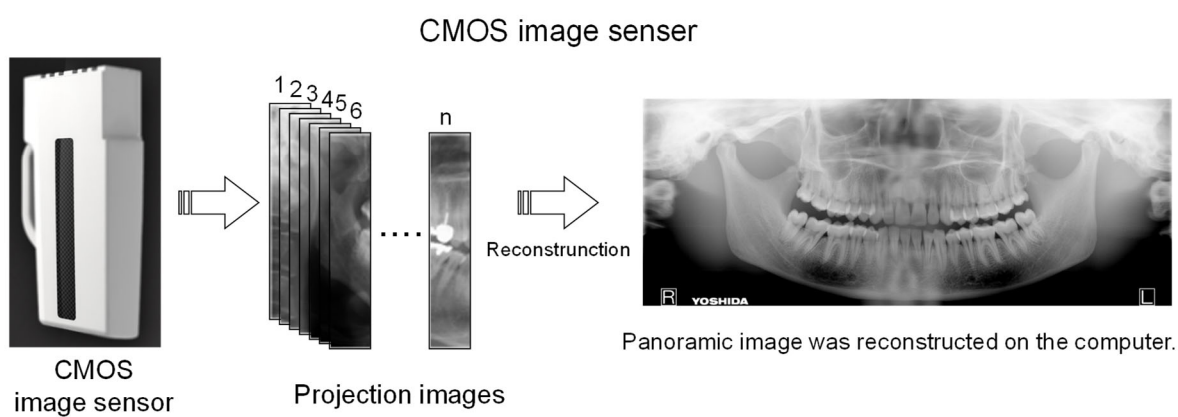 CMOS image senser
1
2
3
4
5
6
n
Reconstrunction
R
YOSHIDA
L
CMOS
image sensor
Projection images
Panoramic image was reconstructed on the computer.